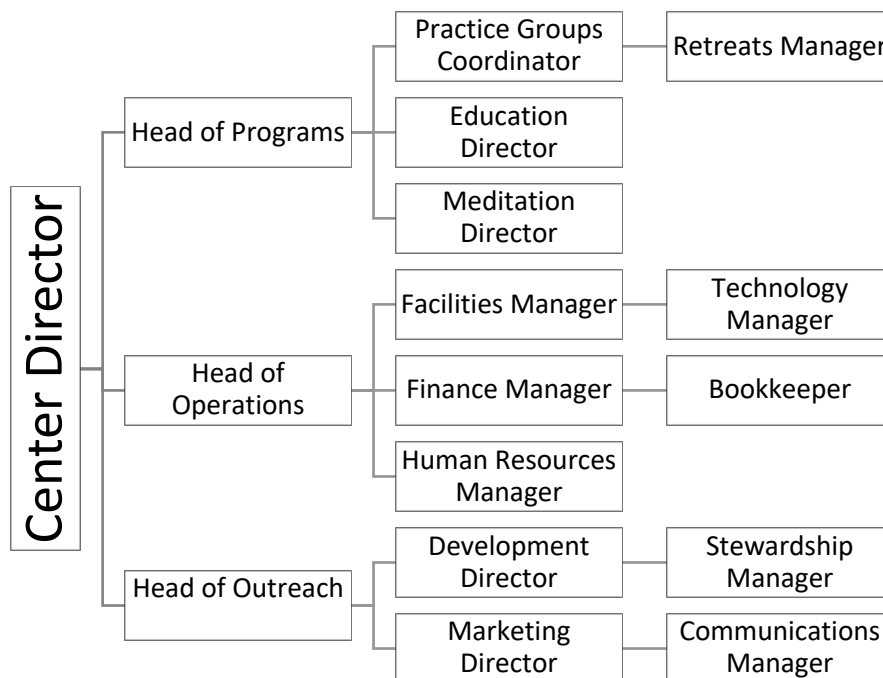 Center Director
Head of Programs
Practice Groups
Coordinator
Retreats Manager
Education
Director
Meditation
Director
Head of
Operations
Facilities Manager
Technology
Manager
Finance Manager
Bookkeeper
Human Resources
Manager
Head of Outreach
Development
Director
Stewardship
Manager
Marketing
Director
Communications
Manager